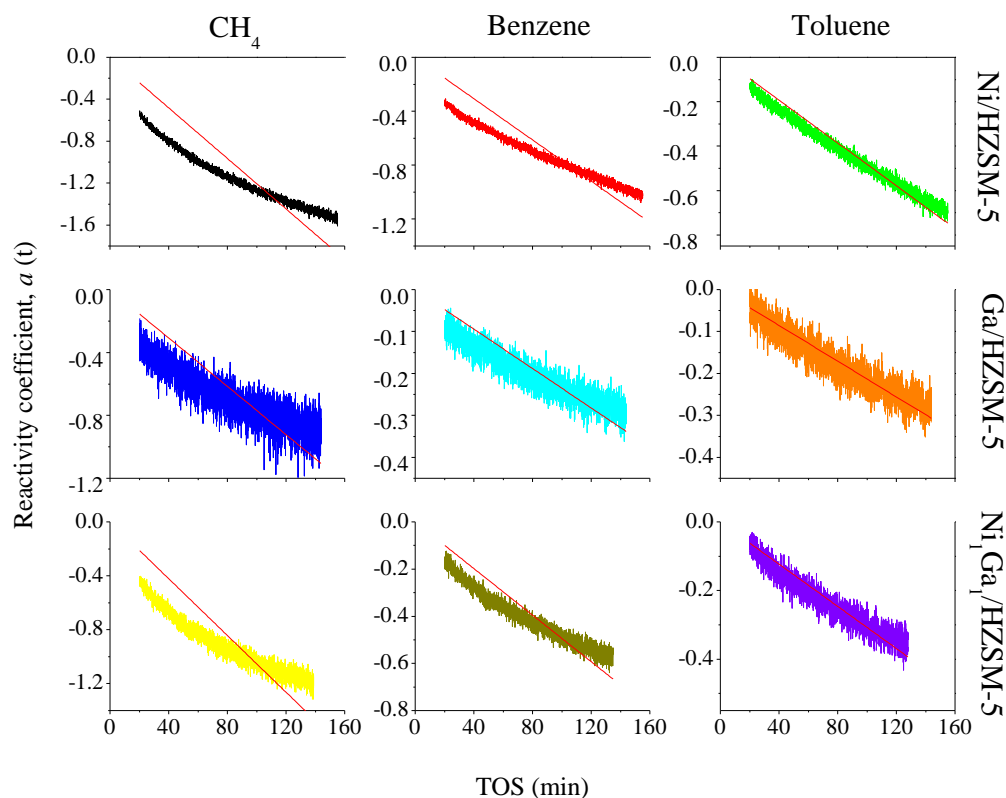 CH4 Benzene Toluene
0.0 -0.4 -0.8 -1.2 -1.6
0.0 -0.4 -0.8 -1.2
0.0 -0.2 -0.4 -0.6 -0.8
Ni/HZSM-5
0.0 -0.4 -0.8 -1.2
0.0 -0.1 -0.2 -0.3 -0.4
0.0 -0.1 -0.2 -0.3 -0.4
Ga/HZSM-5
0.0 -0.4 -0.8 -1.2
0.0 -0.2 -0.4 -0.6 -0.8
0.0 -0.2 -0.4
Ni1Ga1/HZSM-5
0 40 80 120 160
0 40 80 120 160
0 40 80 120 160
Reactivity coefficient, a (t)
TOS (min)